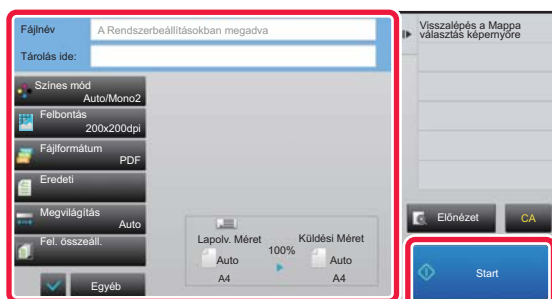 Fájlnév
A Rendszerbeállításokban megadva
Tárolás ide:
Színes mód
Auto/Mono2
Felbontás
200x200dpi
Fájlformátum
PDF
Eredeti
Megvilágítás
Auto
Fel. összeáll.
Egyéb
Lapolv. Méret
100%
Küldési Méret
Auto
Auto
A4
A4
Visszalépés a Mappa
választás képernyőre
Előnézet
CA
Start